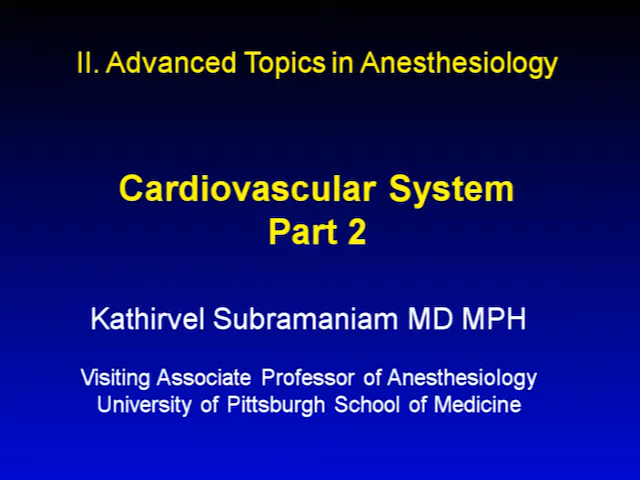 II. Advanced Topics in Anesthesiology
Cardiovascular System
Part 2
Kathirvel Subramaniam MD MPH
Visiting Associate Professor of Anesthesiology
University of Pittsburgh School of Medicine